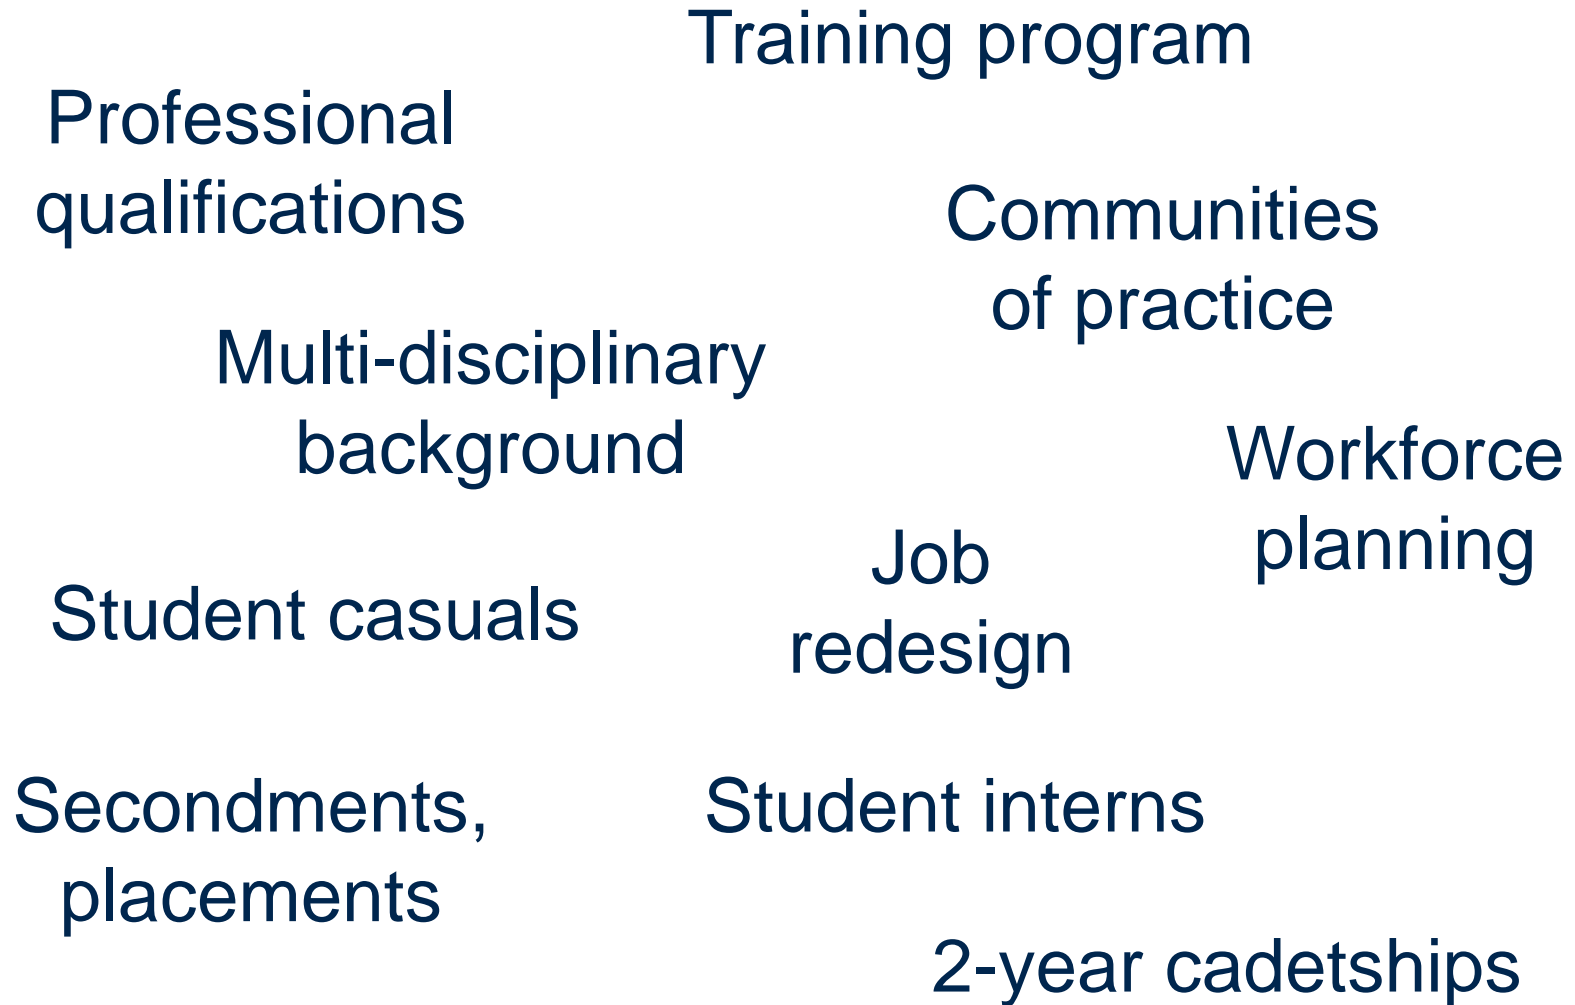 Training program
Professional
qualifications
Communities
of practice
Multi-disciplinary
background
Workforce
planning
Job
redesign
Student casuals
Secondments,
placements
Student interns
2-year cadetships